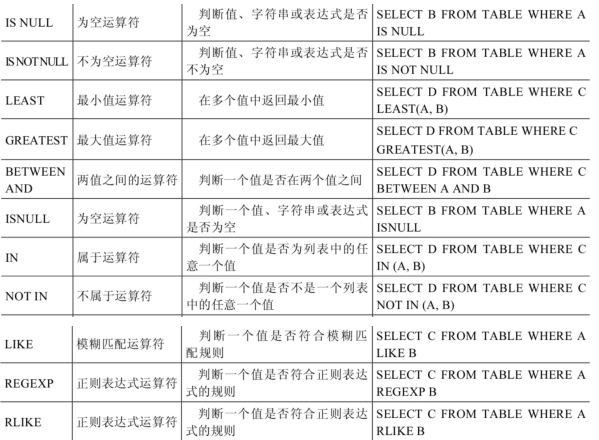 IS NULL 为空运算符 判断值、字符串或表达式是否为空 SELECT B FROM TABLE WHERE A IS NULL
IS NOT NULL 不为空运算符 判断值、字符串或表达式是否不为空 SELECT B FROM TABLE WHERE A IS NOT NULL
LEAST 最小值运算符 在多个值中返回最小值 SELECT D FROM TABLE WHERE C LEAST(A, B)
GREATEST 最大值运算符 在多个值中返回最大值 SELECT D FROM TABLE WHERE C GREATEST(A, B)
BETWEEN AND 两值之间的运算符 判断一个值是否在两个值之间 SELECT D FROM TABLE WHERE C BETWEEN A AND B
ISNULL 为空运算符 判断一个值、字符串或表达式是否为空 SELECT B FROM TABLE WHERE A ISNULL
IN 属于运算符 判断一个值是否为列表中的任意一个值 SELECT D FROM TABLE WHERE C IN (A, B)
NOT IN 不属于运算符 判断一个值是否不是一个列表中的任意一个值 SELECT D FROM TABLE WHERE C NOT IN (A, B)
LIKE 模糊匹配运算符 判断一个值是否符合模糊匹配规则 SELECT C FROM TABLE WHERE A LIKE B
REGEXP 正则表达式运算符 判断一个值是否符合正则表达式的规则 SELECT C FROM TABLE WHERE A REGEXP B
RLIKE 正则表达式运算符 判断一个值是否符合正则表达式的规则 SELECT C FROM TABLE WHERE A RLIKE B